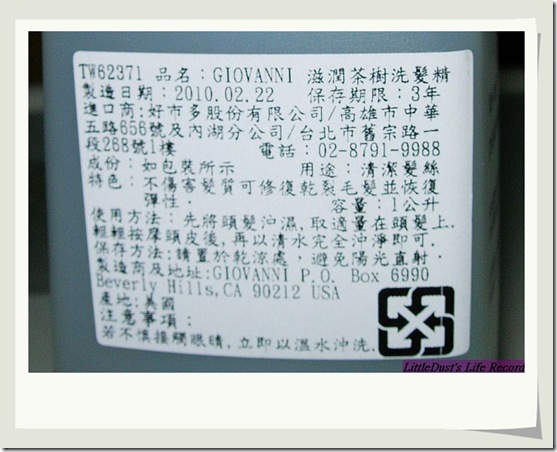 TW62371 品名：GIOVANNI 滋潤茶樹洗髮精
製造日期：2010.02.22 保存期限：3年
進口商:好市多股份有限公司/高雄市中華
五路656號及內湖分公司/台北市舊宗路一
段268號1樓 電話：02-8791-9988
成份：如包裝所示 用途：清潔髮絲
特色：不傷害髮質可修復乾裂毛髮並恢復
彈性. 容量：1公升
使用方法：先將頭髮沖濕,取適量在頭髮上.
輕輕按摩頭皮後,再以清水完全沖淨即可.
保存方法:請置於乾涼處，避免陽光直射.
製造商及地址:GIOVANNI P.O. Box 6990
Beverly Hills,CA 90212 USA
產地:美國
注意事項：
若不慎接觸眼睛,立即以溫水沖洗.
LittleDust's Life Record